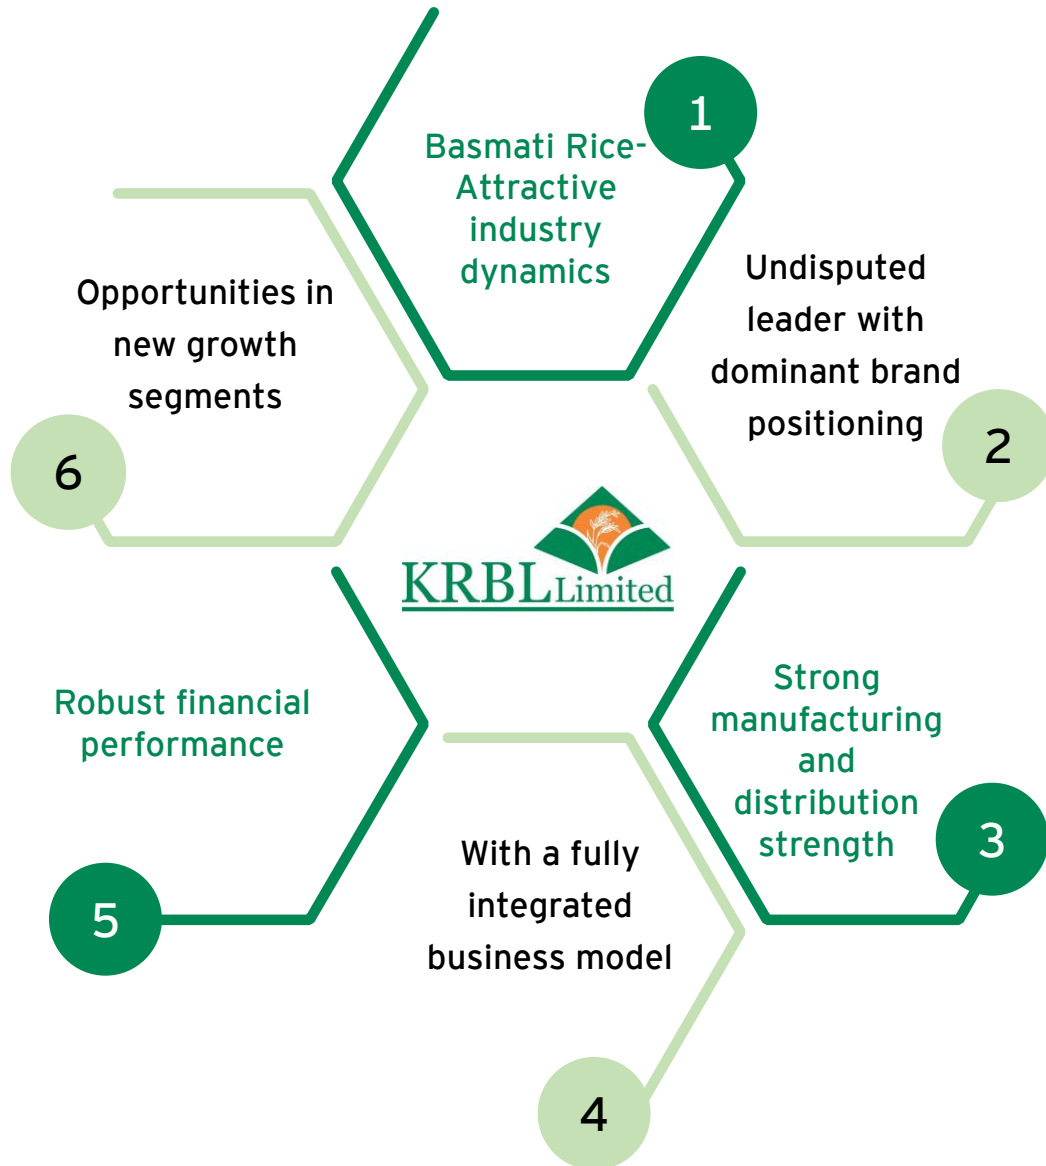 1
Basmati Rice-
Attractive
industry
dynamics
Undisputed
leader with
dominant brand
positioning
2
Strong
manufacturing
and
distribution
strength
3
With a fully
integrated
business model
4
Robust financial
performance
5
Opportunities in
new growth
segments
6
KRBL Limited